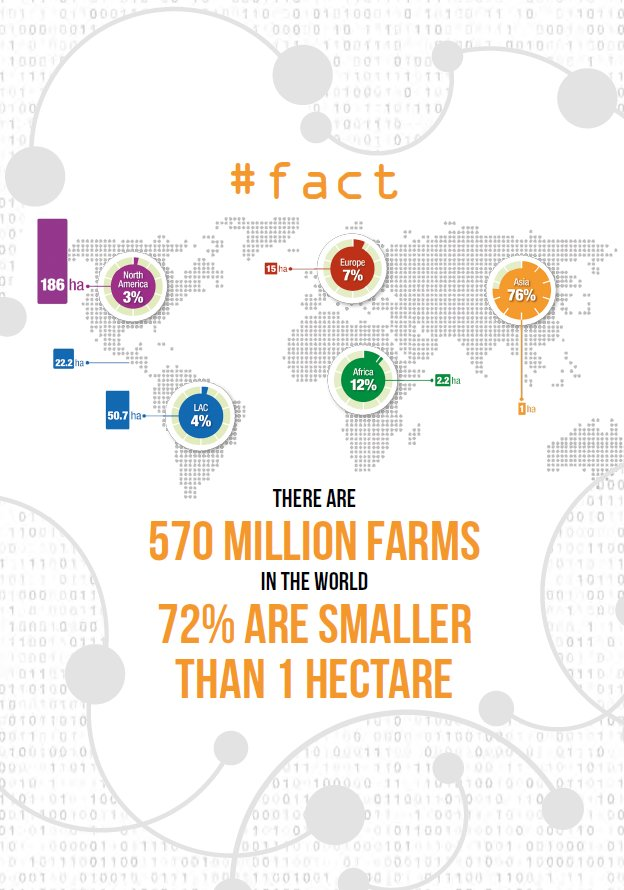 #fact
186 ha
North
America
3%
15 ha
Europe
7%
Asia
76%
22.2 ha
50.7 ha
LAC
4%
Africa
12%
2.2 ha
1 ha
THERE ARE
570 MILLION FARMS
IN THE WORLD
72% ARE SMALLER
THAN 1 HECTARE